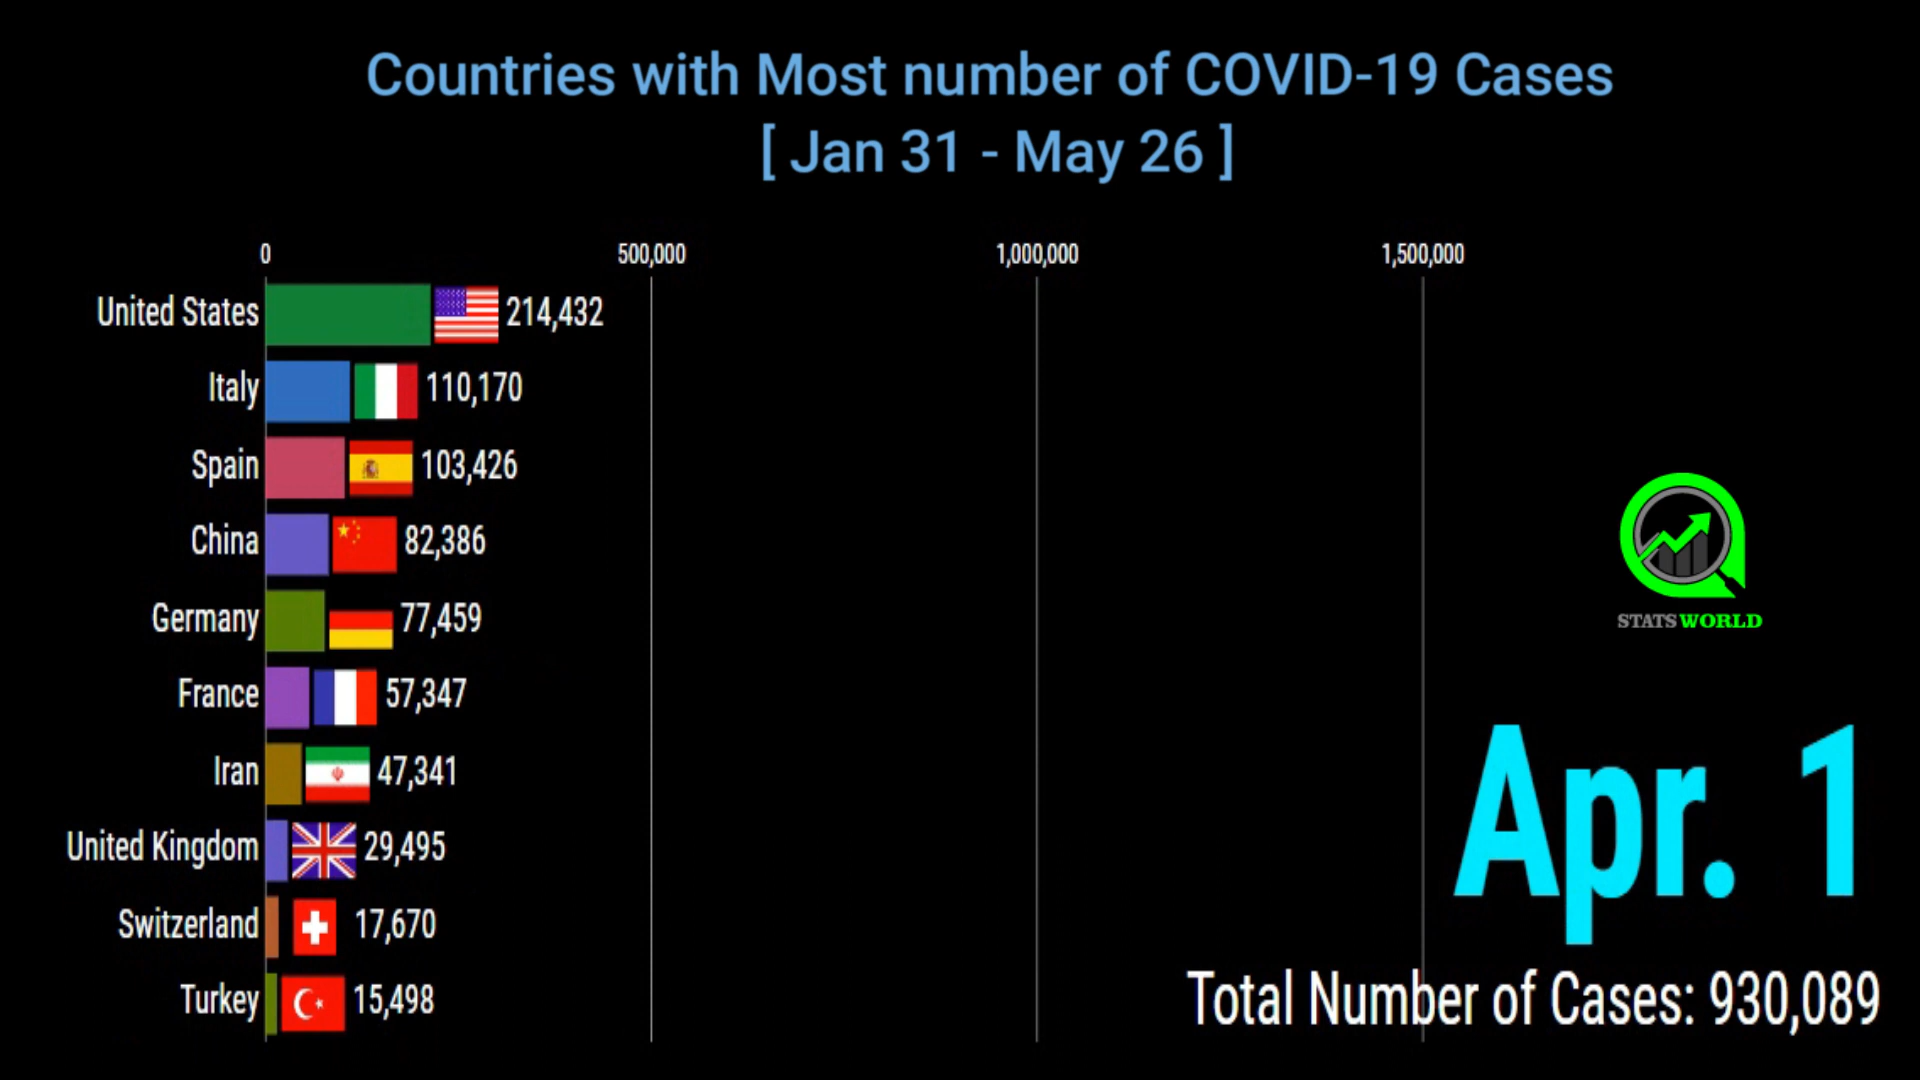 Countries with Most number of COVID-19 Cases
[ Jan 31 - May 26 ]
0 500,000 1,000,000 1,500,000
United States 214,432
Italy 110,170
Spain 103,426
China 82,386
Germany 77,459
France 57,347
Iran 47,341
United Kingdom 29,495
Switzerland 17,670
Turkey 15,498
STATS WORLD
Apr. 1
Total Number of Cases: 930,089